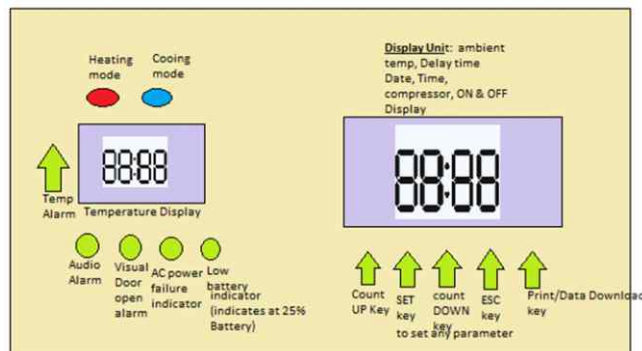 Heating mode
Cooing mode
Display Unit: ambient
temp, Delay time
Date, Time,
compressor, ON & OFF
Display
88:88
88:88
Temp Alarm
Temperature Display
Audio Alarm
Visual Door open alarm
AC power failure indicator
Low battery indicator
(indicates at 25% Battery)
Count UP Key
SET key
count DOWN key
ESC key
Print/Data Download key
to set any parameter